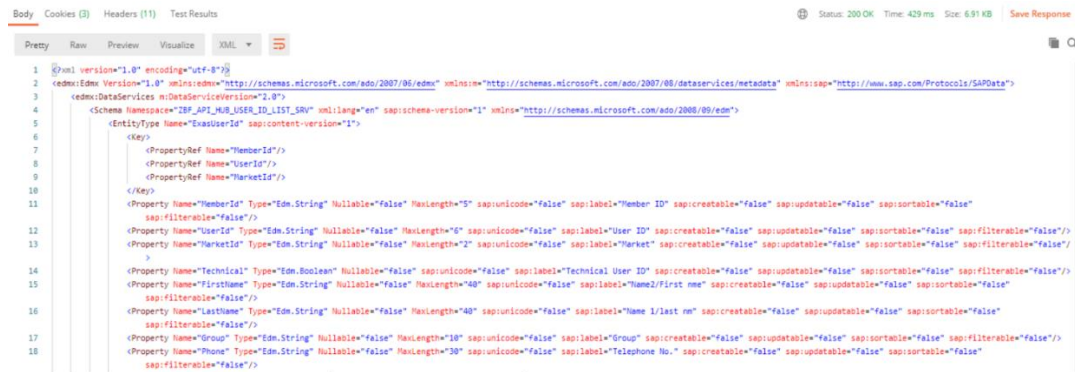 Body Cookies (3) Headers (11) Test Results Status: 200 OK Time: 429 ms Size: 6.91 KB Save Response
Pretty Raw Preview Visualize XML
1 <?xml version="1.0" encoding="utf-8"?>
2 <edmx:Edmx Version="1.0" xmlns:edmx="http://schemas.microsoft.com/ado/2007/06/edmx" xmlns:m="http://schemas.microsoft.com/ado/2007/08/dataservices/metadata" xmlns:sap="http://www.sap.com/Protocols/SAPData">
3 <edmx:DataServices m:DataServiceVersion="2.0">
4 <Schema Namespace="ZBF_API_HUB_USER_ID_LIST_SRV" xml:lang="en" sap:schema-version="1" xmlns="http://schemas.microsoft.com/ado/2008/09/edm">
5 <EntityType Name="ExasUserId" sap:content-version="1">
6 <Key>
7 <PropertyRef Name="MemberId"/>
8 <PropertyRef Name="UserId"/>
9 <PropertyRef Name="MarketId"/>
10 </Key>
11 <Property Name="MemberId" Type="Edm.String" Nullable="false" MaxLength="5" sap:unicode="false" sap:label="Member ID" sap:creatable="false" sap:updatable="false" sap:sortable="false"
sap:filterable="false"/>
12 <Property Name="UserId" Type="Edm.String" Nullable="false" MaxLength="6" sap:unicode="false" sap:label="User ID" sap:creatable="false" sap:updatable="false" sap:sortable="false" sap:filterable="false"/>
13 <Property Name="MarketId" Type="Edm.String" Nullable="false" MaxLength="2" sap:unicode="false" sap:label="Market" sap:creatable="false" sap:updatable="false" sap:sortable="false" sap:filterable="false"/
>
14 <Property Name="Technical" Type="Edm.Boolean" Nullable="false" sap:unicode="false" sap:label="Technical User ID" sap:creatable="false" sap:updatable="false" sap:sortable="false" sap:filterable="false"/>
15 <Property Name="FirstName" Type="Edm.String" Nullable="false" MaxLength="40" sap:unicode="false" sap:label="Name2/First nme" sap:creatable="false" sap:updatable="false" sap:sortable="false"
sap:filterable="false"/>
16 <Property Name="LastName" Type="Edm.String" Nullable="false" MaxLength="40" sap:unicode="false" sap:label="Name 1/last nm" sap:creatable="false" sap:updatable="false" sap:sortable="false"
sap:filterable="false"/>
17 <Property Name="Group" Type="Edm.String" Nullable="false" MaxLength="10" sap:unicode="false" sap:label="Group" sap:creatable="false" sap:updatable="false" sap:sortable="false" sap:filterable="false"/>
18 <Property Name="Phone" Type="Edm.String" Nullable="false" MaxLength="30" sap:unicode="false" sap:label="Telephone No." sap:creatable="false" sap:updatable="false" sap:sortable="false"
sap:filterable="false"/>